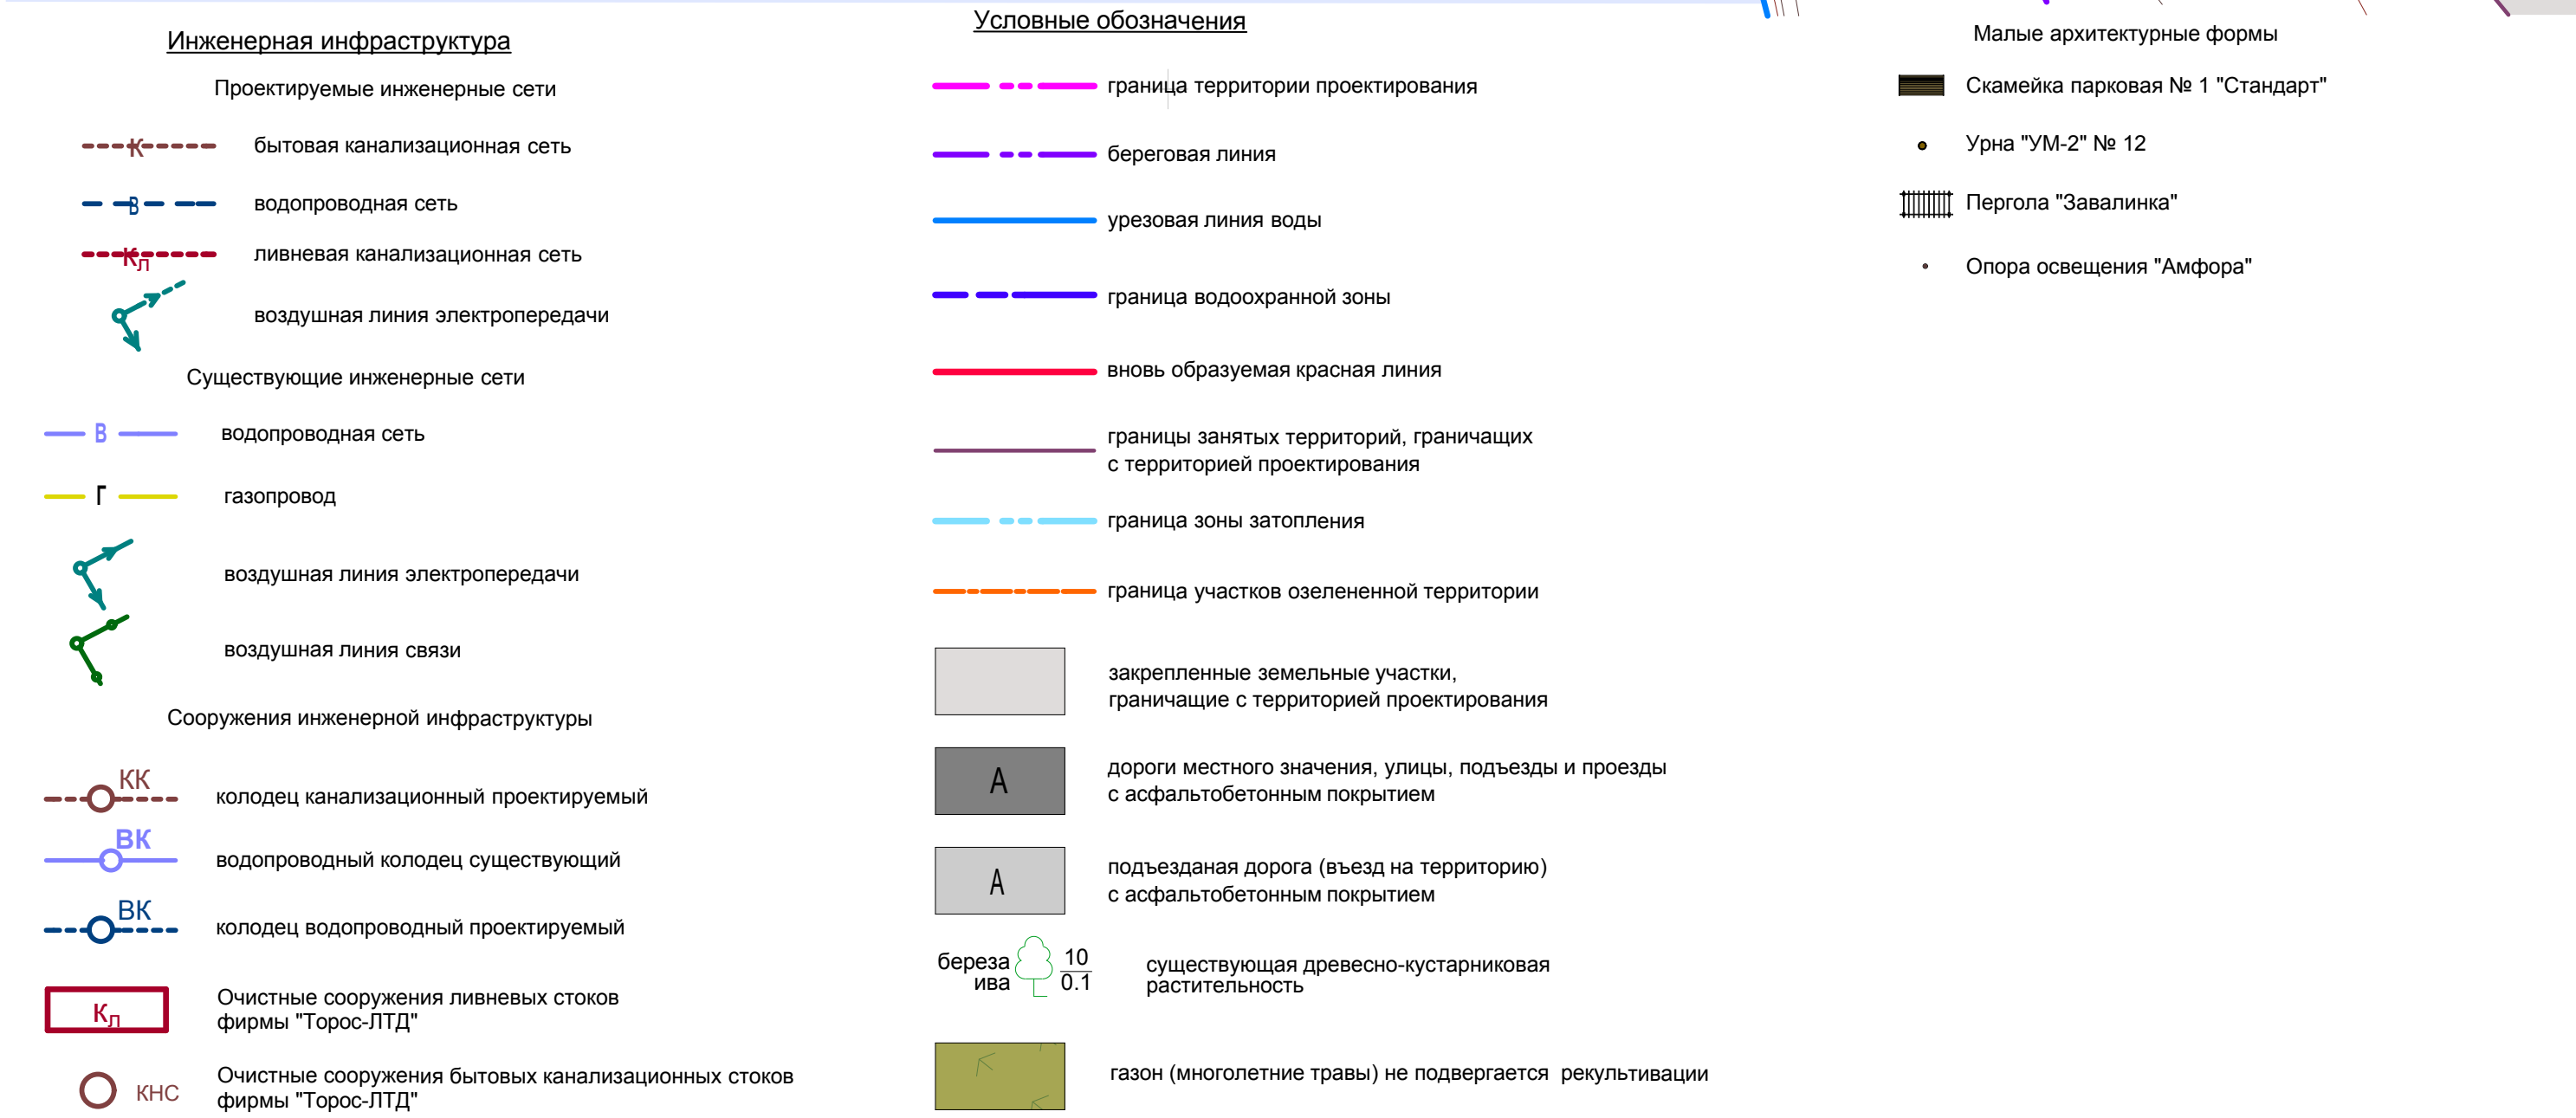 Инженерная инфраструктура
Проектируемые инженерные сети
К
бытовая канализационная сеть
В
водопроводная сеть
Кл
ливневая канализационная сеть
воздушная линия электропередачи
Существующие инженерные сети
В
водопроводная сеть
Г
газопровод
воздушная линия электропередачи
воздушная линия связи
Сооружения инженерной инфраструктуры
КК
колодец канализационный проектируемый
ВК
водопроводный колодец существующий
ВК
колодец водопроводный проектируемый
Кл
Очистные сооружения ливневых стоков
фирмы "Торос-ЛТД"
КНС
Очистные сооружения бытовых канализационных стоков
фирмы "Торос-ЛТД"
Условные обозначения
граница территории проектирования
береговая линия
урезовая линия воды
граница водоохранной зоны
вновь образуемая красная линия
границы занятых территорий, граничащих
с территорией проектирования
граница зоны затопления
граница участков озелененной территории
закрепленные земельные участки,
граничащие с территорией проектирования
А
дороги местного значения, улицы, подъезды и проезды
с асфальтобетонным покрытием
А
подъезданая дорога (въезд на территорию)
с асфальтобетонным покрытием
береза
ива
10
0.1
существующая древесно-кустарниковая
растительность
газон (многолетние травы) не подвергается рекультивации
Малые архитектурные формы
Скамейка парковая № 1 "Стандарт"
Урна "УМ-2" № 12
Пергола "Завалинка"
Опора освещения "Амфора"